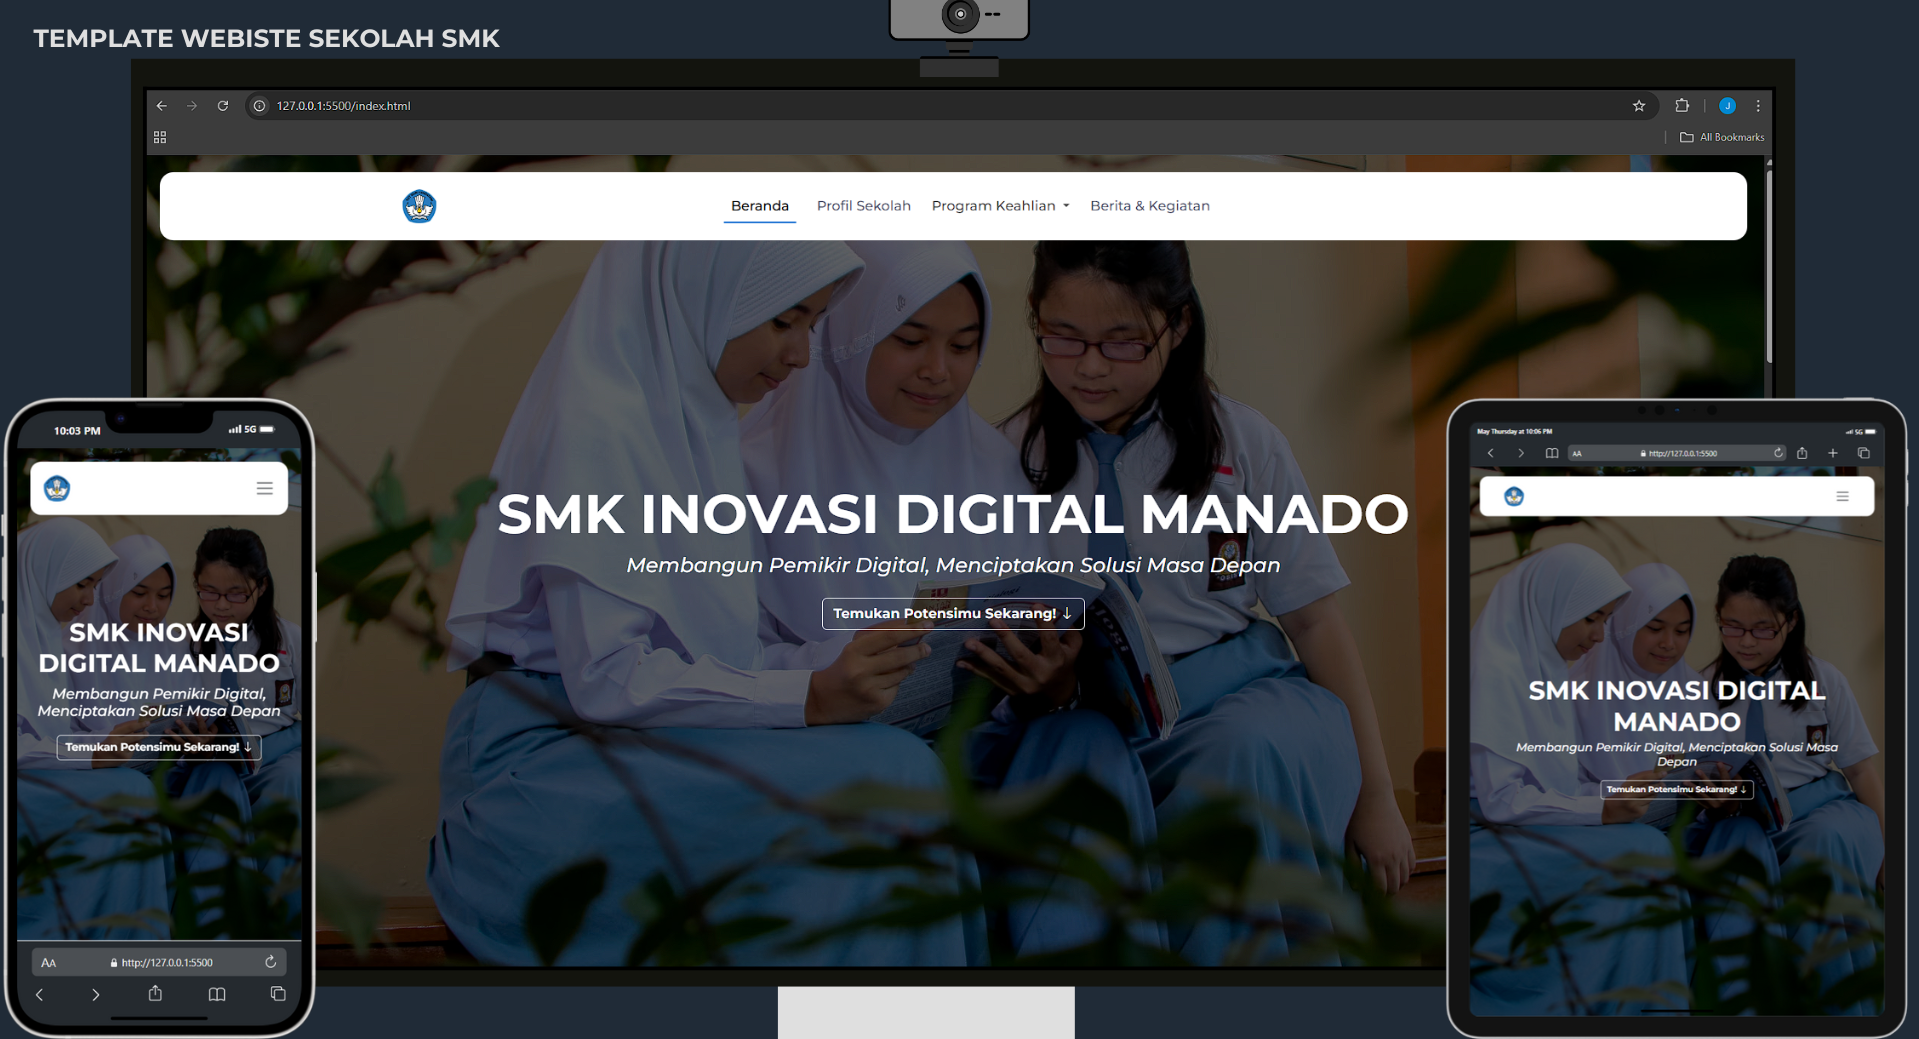 TEMPLATE WEBISTE SEKOLAH SMK
127.0.0.1:5500/index.html
J
All Bookmarks
Beranda Profil Sekolah Program Keahlian Berita & Kegiatan
SMK INOVASI DIGITAL MANADO
Membangun Pemikir Digital, Menciptakan Solusi Masa Depan
Temukan Potensimu Sekarang! ↓
10:03 PM 5G
SMK INOVASI
DIGITAL MANADO
Membangun Pemikir Digital,
Menciptakan Solusi Masa Depan
Temukan Potensimu Sekarang! ↓
AA http://127.0.0.1:5500
May Thursday at 10:06 PM 5G
AA http://127.0.0.1:5500
SMK INOVASI DIGITAL
MANADO
Membangun Pemikir Digital, Menciptakan Solusi Masa
Depan
Temukan Potensimu Sekarang! ↓